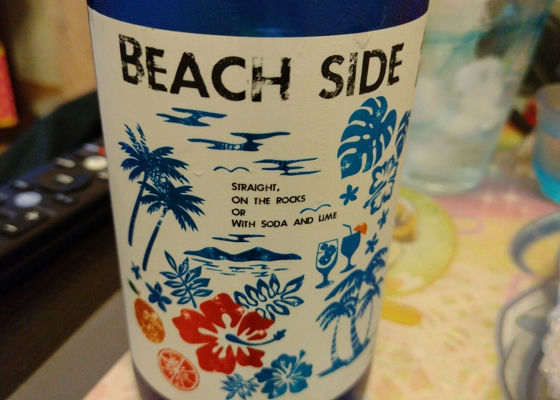 BEACH SIDE
STRAIGHT,
ON THE ROCKS
OR
WITH SODA AND LIME